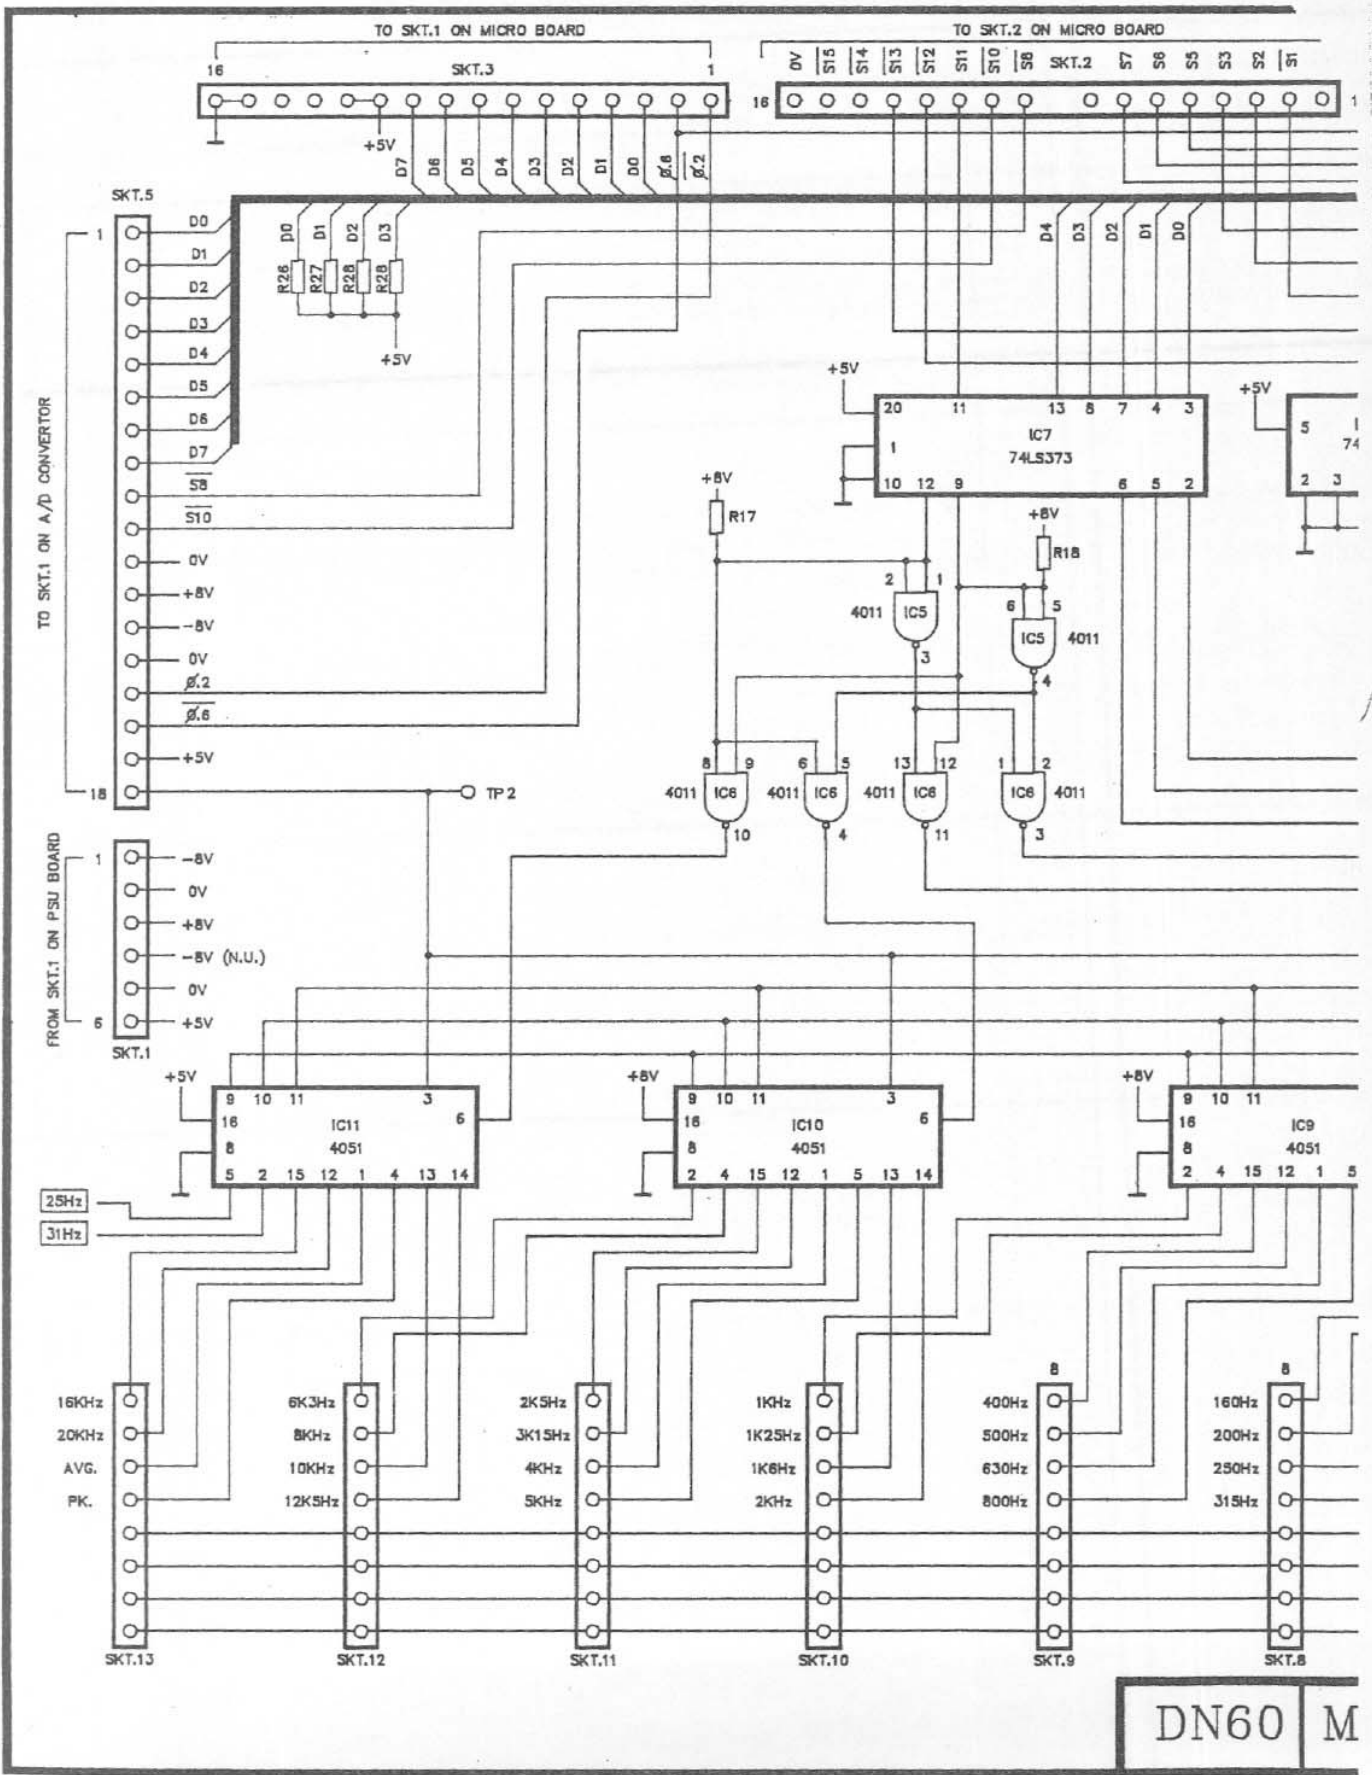 TO SKT.1 ON MICRO BOARD
TO SKT.2 ON MICRO BOARD
16 SKT.3 1
0V S15 S14 S13 S12 S11 S10 S8 SKT.2 S7 S6 S5 S3 S2 S1
16 1
+5V D7 D6 D5 D4 D3 D2 D1 D0 Ø.6 Ø.2
SKT.5
TO SKT.1 ON A/D CONVERTOR
1 D0
D1
D2
D3
D4
D5
D6
D7
S8
S10
0V
+8V
-8V
0V
Ø.2
Ø.6
+5V
18
TP2
D0 D1 D2 D3
R26 R27 R28 R28
+5V
D4 D3 D2 D1 D0
+5V
20 11 13 8 7 4 3
1 IC7
74LS373
10 12 9 6 5 2
+5V
5 I
74
2 3
+8V
R17
+8V
R18
2 1
4011 IC5
3
6 5
IC5 4011
4
8 9 6 5 13 12 1 2
4011 IC6 4011 IC6 4011 IC6 IC6 4011
10 4 11 3
FROM SKT.1 ON PSU BOARD
1 -8V
0V
+8V
-8V (N.U.)
0V
6 +5V
SKT.1
+5V +8V +8V
9 10 11 3 9 10 11 3 9 10 11
16 IC11 6 16 IC10 6 16 IC9
8 4051 8 4051 8 4051
5 2 15 12 1 4 13 14 2 4 15 12 1 5 13 14 2 4 15 12 1 5
25Hz
31Hz
8 8
16KHz 6K3Hz 2K5Hz 1KHz 400Hz 160Hz
20KHz 8KHz 3K15Hz 1K25Hz 500Hz 200Hz
AVG. 10KHz 4KHz 1K6Hz 630Hz 250Hz
PK. 12K5Hz 5KHz 2KHz 800Hz 315Hz
SKT.13 SKT.12 SKT.11 SKT.10 SKT.9 SKT.8
DN60 M